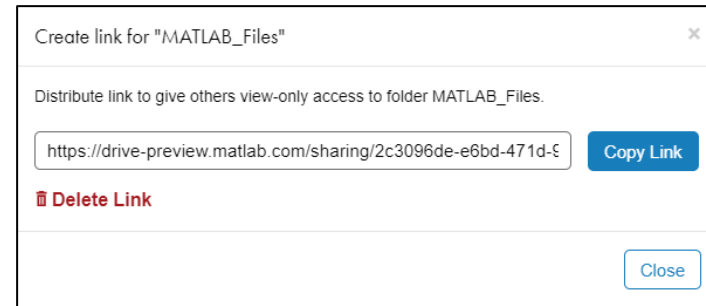 Create link for "MATLAB_Files"
×
Distribute link to give others view-only access to folder MATLAB_Files.
https://drive-preview.matlab.com/sharing/2c3096de-e6bd-471d-9
Copy Link
Delete Link
Close